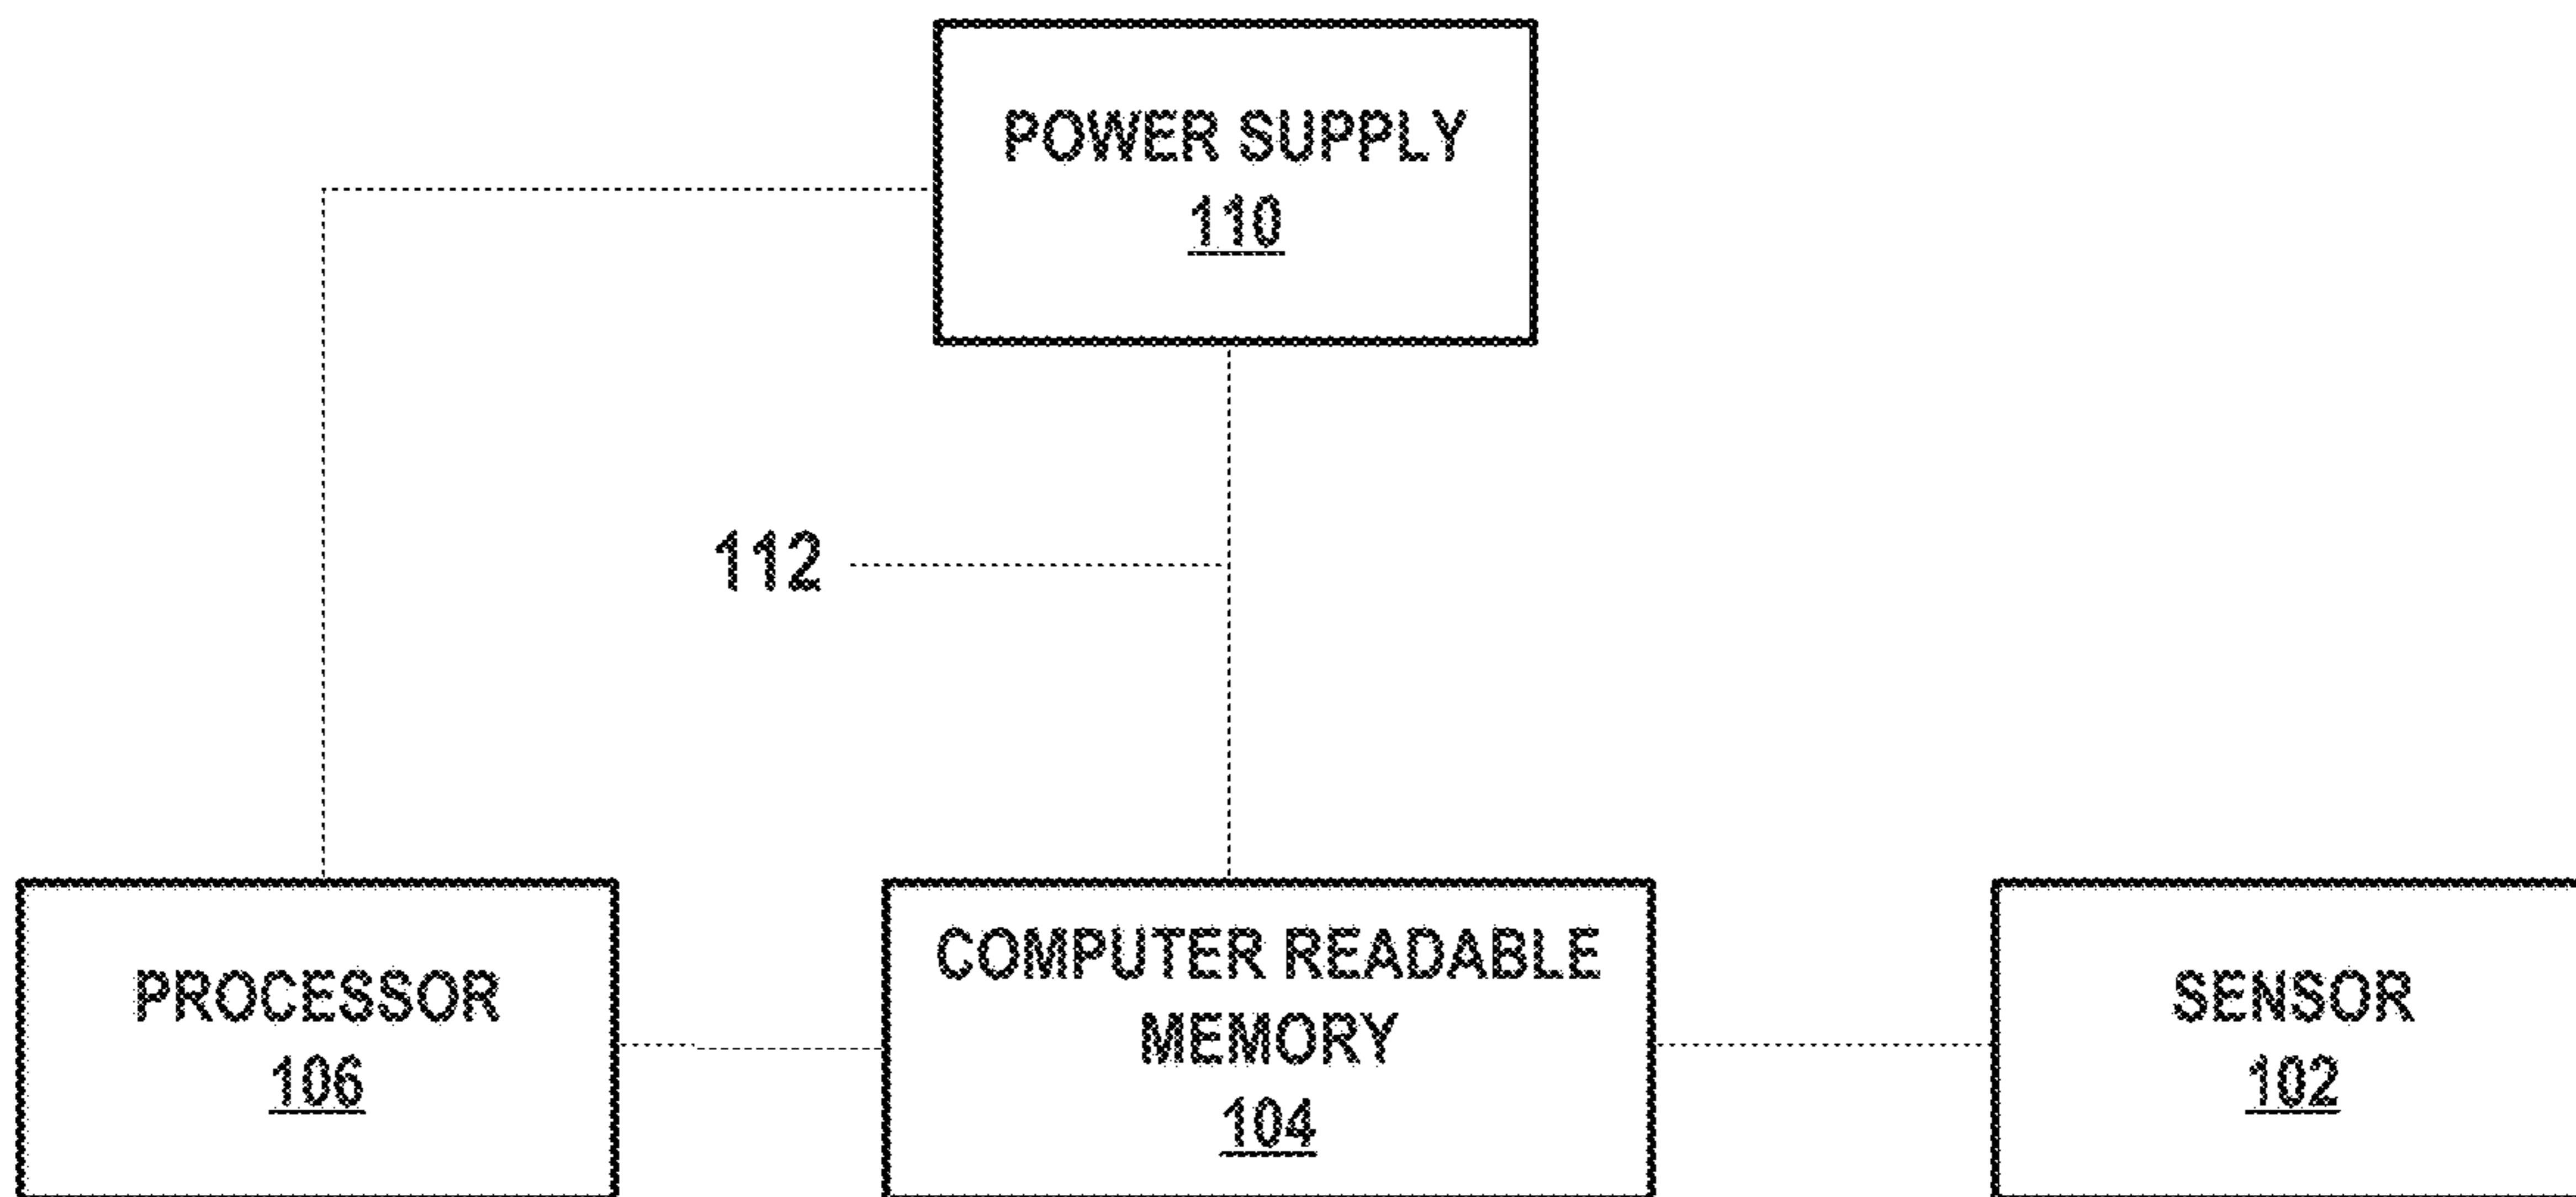 POWER SUPPLY
110
112
PROCESSOR
106
COMPUTER READABLE
MEMORY
104
SENSOR
102